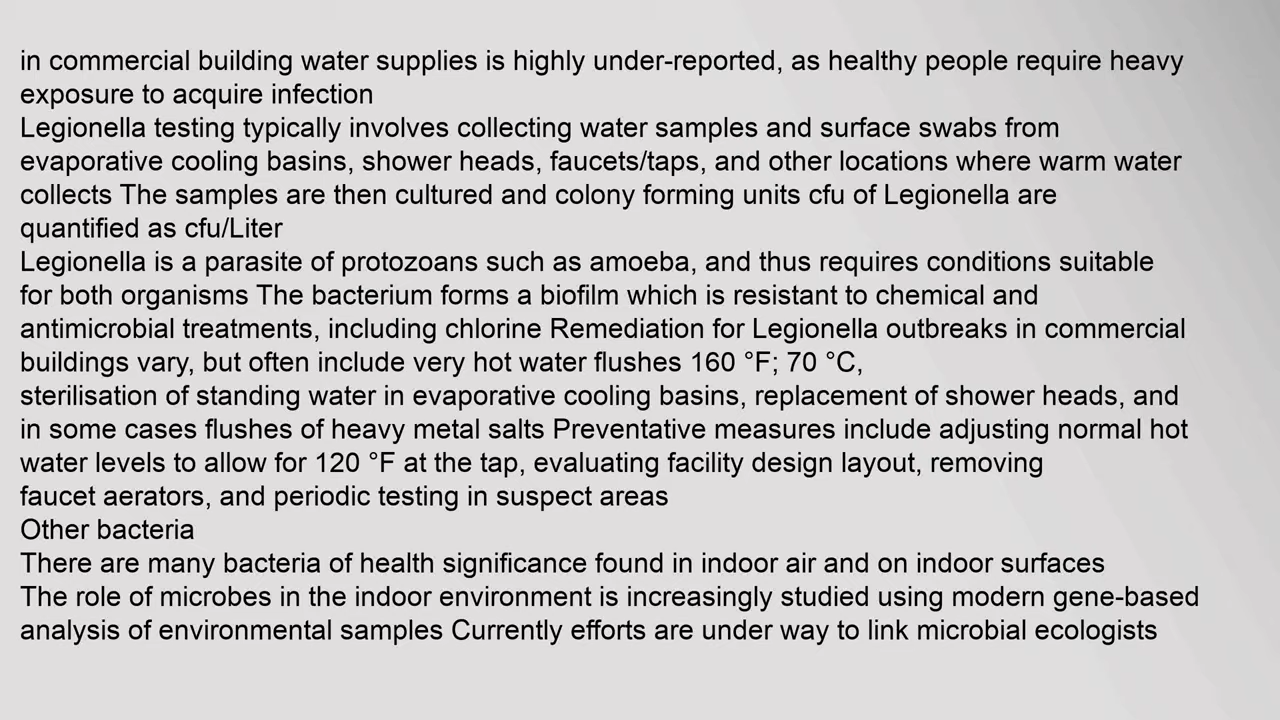 in commercial building water supplies is highly under-reported, as healthy people require heavy
exposure to acquire infection
Legionella testing typically involves collecting water samples and surface swabs from
evaporative cooling basins, shower heads, faucets/taps, and other locations where warm water
collects The samples are then cultured and colony forming units cfu of Legionella are
quantified as cfu/Liter
Legionella is a parasite of protozoans such as amoeba, and thus requires conditions suitable
for both organisms The bacterium forms a biofilm which is resistant to chemical and
antimicrobial treatments, including chlorine Remediation for Legionella outbreaks in commercial
buildings vary, but often include very hot water flushes 160 °F; 70 °C,
sterilisation of standing water in evaporative cooling basins, replacement of shower heads, and
in some cases flushes of heavy metal salts Preventative measures include adjusting normal hot
water levels to allow for 120 °F at the tap, evaluating facility design layout, removing
faucet aerators, and periodic testing in suspect areas
Other bacteria
There are many bacteria of health significance found in indoor air and on indoor surfaces
The role of microbes in the indoor environment is increasingly studied using modern gene-based
analysis of environmental samples Currently efforts are under way to link microbial ecologists